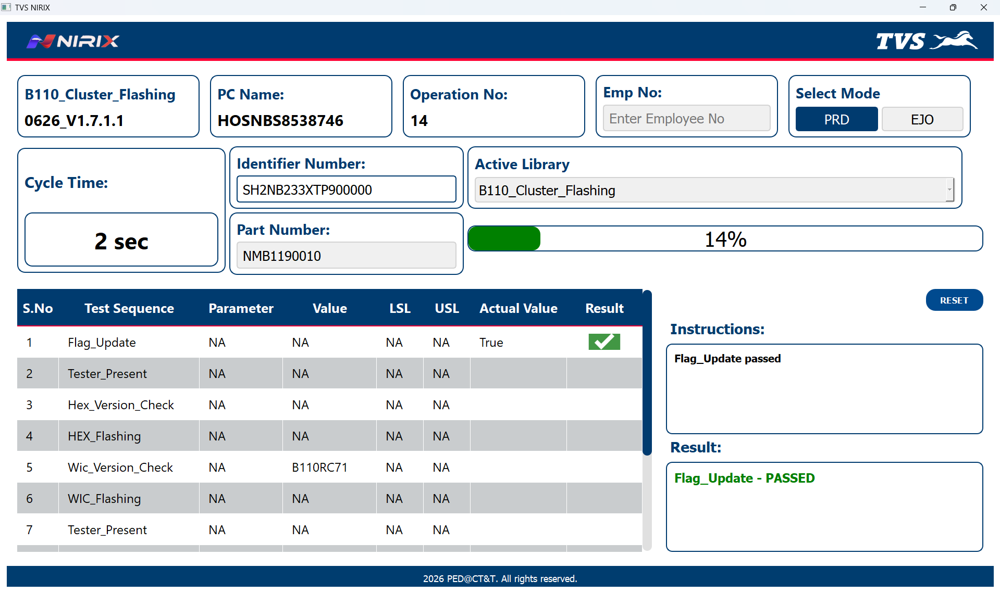 TVS NIRIX
NIRIX
TVS
B110_Cluster_Flashing
0626_V1.7.1.1
PC Name:
HOSNBS8538746
Operation No:
14
Emp No:
Enter Employee No
Select Mode
PRD EJO
Cycle Time:
2 sec
Identifier Number:
SH2NB233XTP900000
Active Library
B110_Cluster_Flashing
Part Number:
NMB1190010
14%
S.No Test Sequence Parameter Value LSL USL Actual Value Result
1 Flag_Update NA NA NA NA True
2 Tester_Present NA NA NA NA
3 Hex_Version_Check NA NA NA NA
4 HEX_Flashing NA NA NA NA
5 Wic_Version_Check NA B110RC71 NA NA
6 WIC_Flashing NA NA NA NA
7 Tester_Present NA NA NA NA
RESET
Instructions:
Flag_Update passed
Result:
Flag_Update - PASSED
2026 PED@CT&T. All rights reserved.